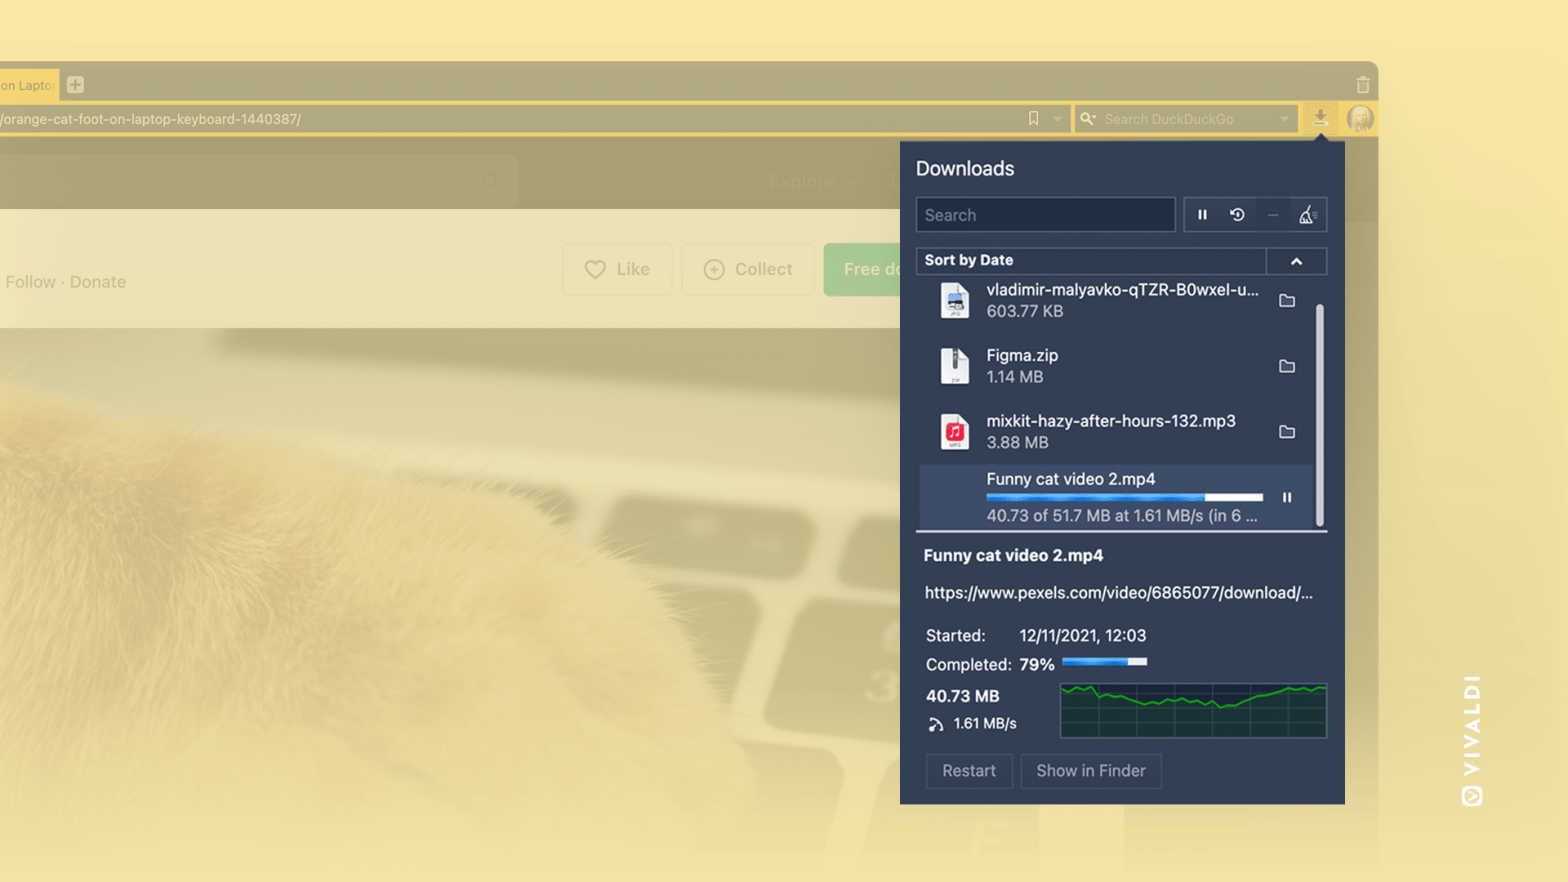 on Lapto
/orange-cat-foot-on-laptop-keyboard-1440387/
Search DuckDuckGo
Explore
Follow · Donate
Like
Collect
Free do
Downloads
Search
Sort by Date
vladimir-malyavko-qTZR-B0wxel-u...
JPG
603.77 KB
Figma.zip
ZIP
1.14 MB
mixkit-hazy-after-hours-132.mp3
MP3
3.88 MB
Funny cat video 2.mp4
40.73 of 51.7 MB at 1.61 MB/s (in 6 ...
Funny cat video 2.mp4
https://www.pexels.com/video/6865077/download/...
Started: 12/11/2021, 12:03
Completed: 79%
40.73 MB
1.61 MB/s
Restart
Show in Finder
VIVALDI